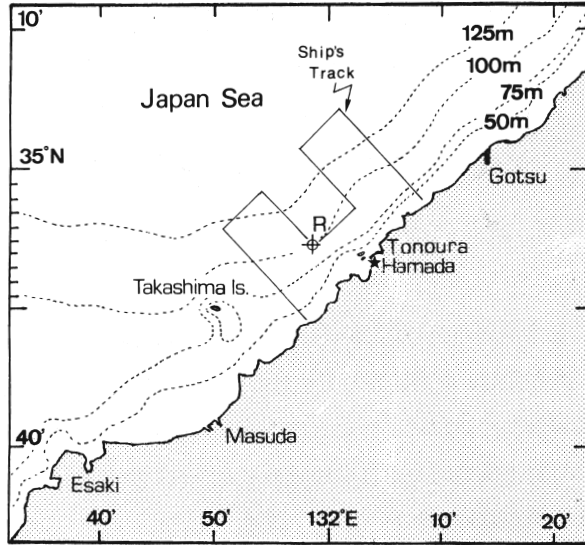 10'
125m
Ship's
Track
100m
Japan Sea
75m
50m
35°N
Gotsu
R
Tonoura
Hamada
Takashima Is.
40'
Masuda
Esaki
40'
50'
132°E
10'
20'